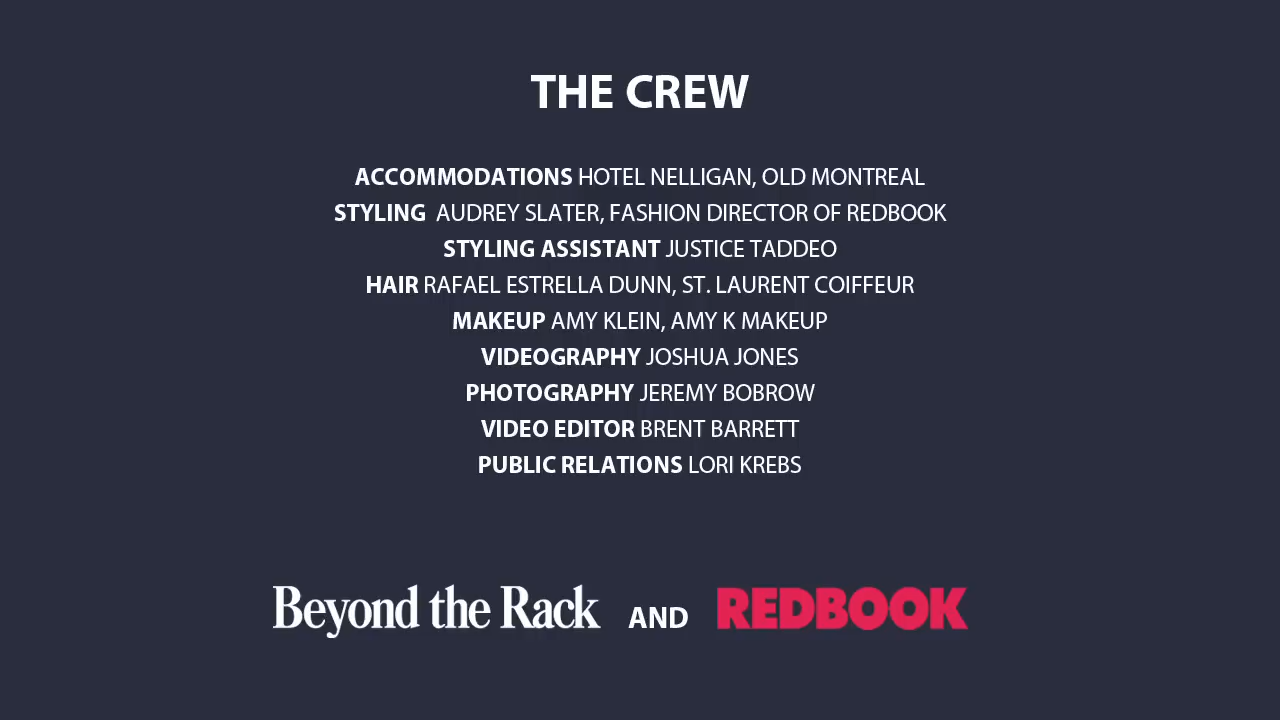 THE CREW
ACCOMMODATIONS HOTEL NELLIGAN, OLD MONTREAL
STYLING AUDREY SLATER, FASHION DIRECTOR OF REDBOOK
STYLING ASSISTANT JUSTICE TADDEO
HAIR RAFAEL ESTRELLA DUNN, ST. LAURENT COIFFEUR
MAKEUP AMY KLEIN, AMY K MAKEUP
VIDEOGRAPHY JOSHUA JONES
PHOTOGRAPHY JEREMY BOBROW
VIDEO EDITOR BRENT BARRETT
PUBLIC RELATIONS LORI KREBS
Beyond the Rack AND REDBOOK